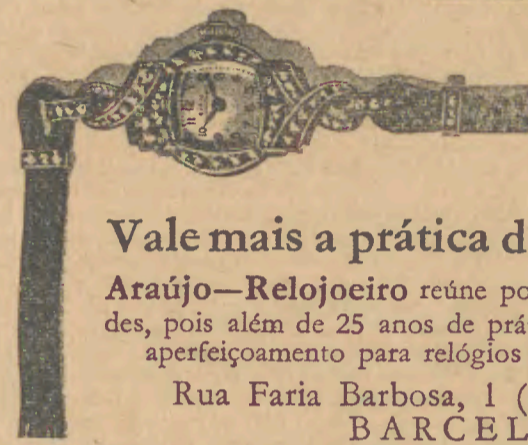 Vale mais a prática d
Araújo—Relojoeiro reúne po
des, pois além de 25 anos de prá
aperfeiçoamento para relógios
Rua Faria Barbosa, 1 (
BARCEL